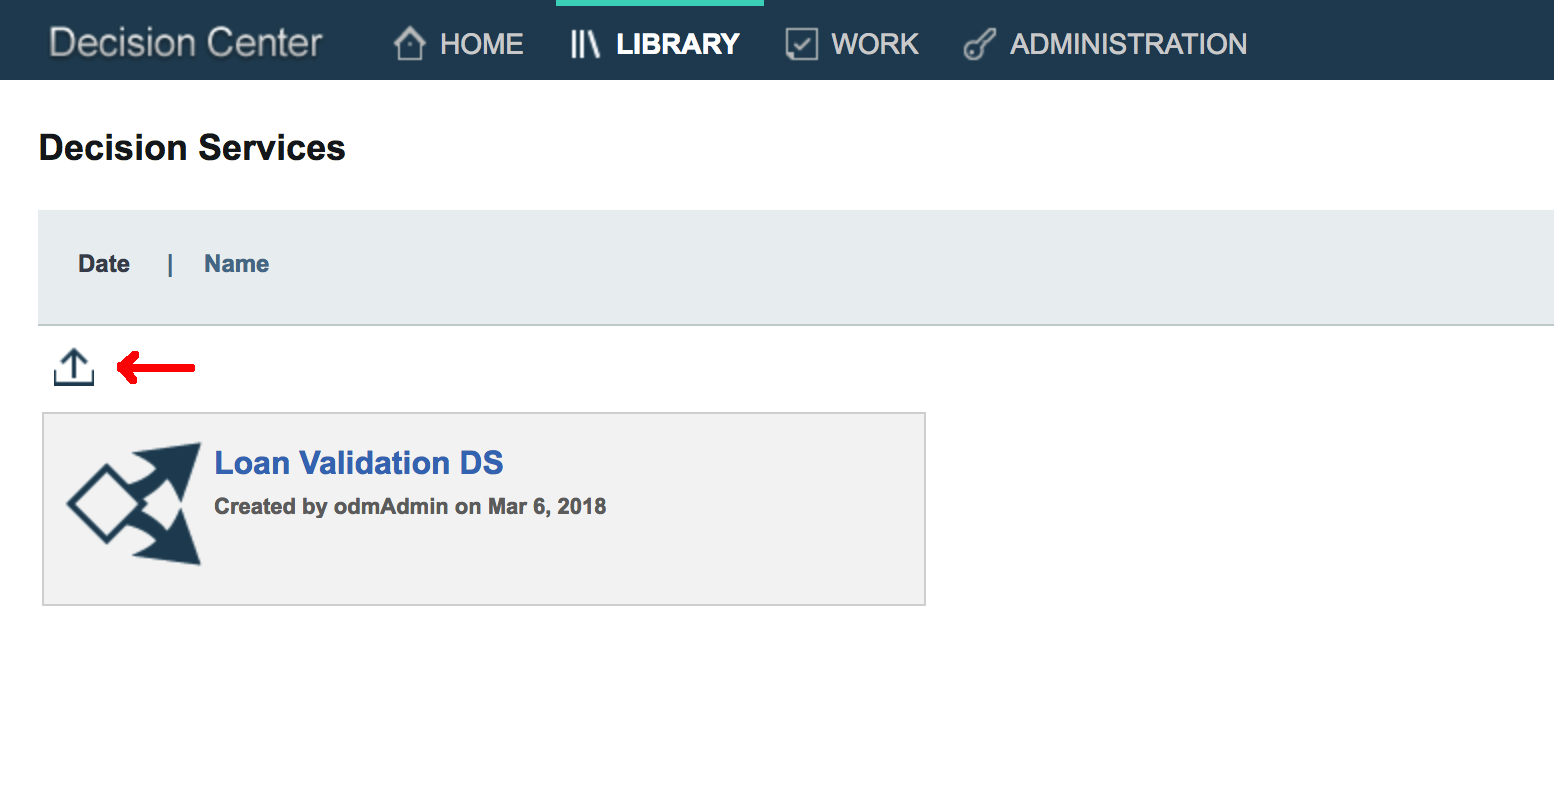 Decision Center HOME LIBRARY WORK ADMINISTRATION
Decision Services
Date | Name
Loan Validation DS
Created by odmAdmin on Mar 6, 2018